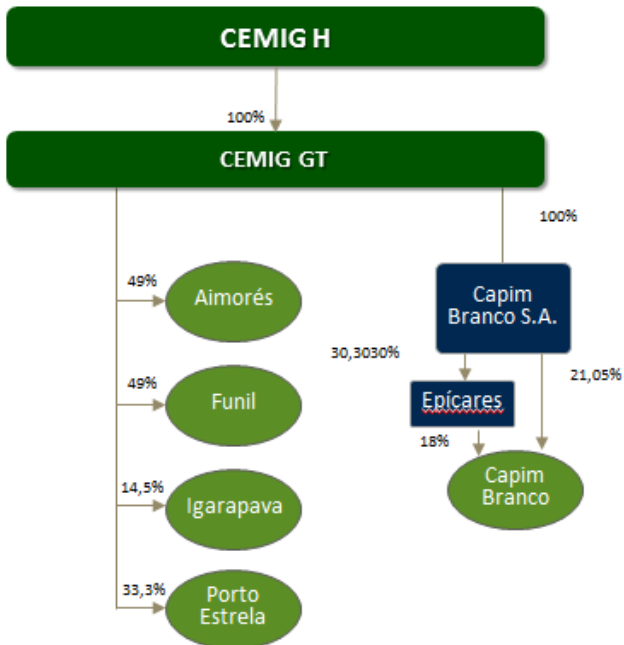 CEMIG H
100%
CEMIG GT
100%
49%
Aimorés
Capim
Branco S.A.
30,3030%
21,05%
49%
Funil
Epícares
18%
14,5%
Igarapava
Capim
Branco
33,3%
Porto
Estrela